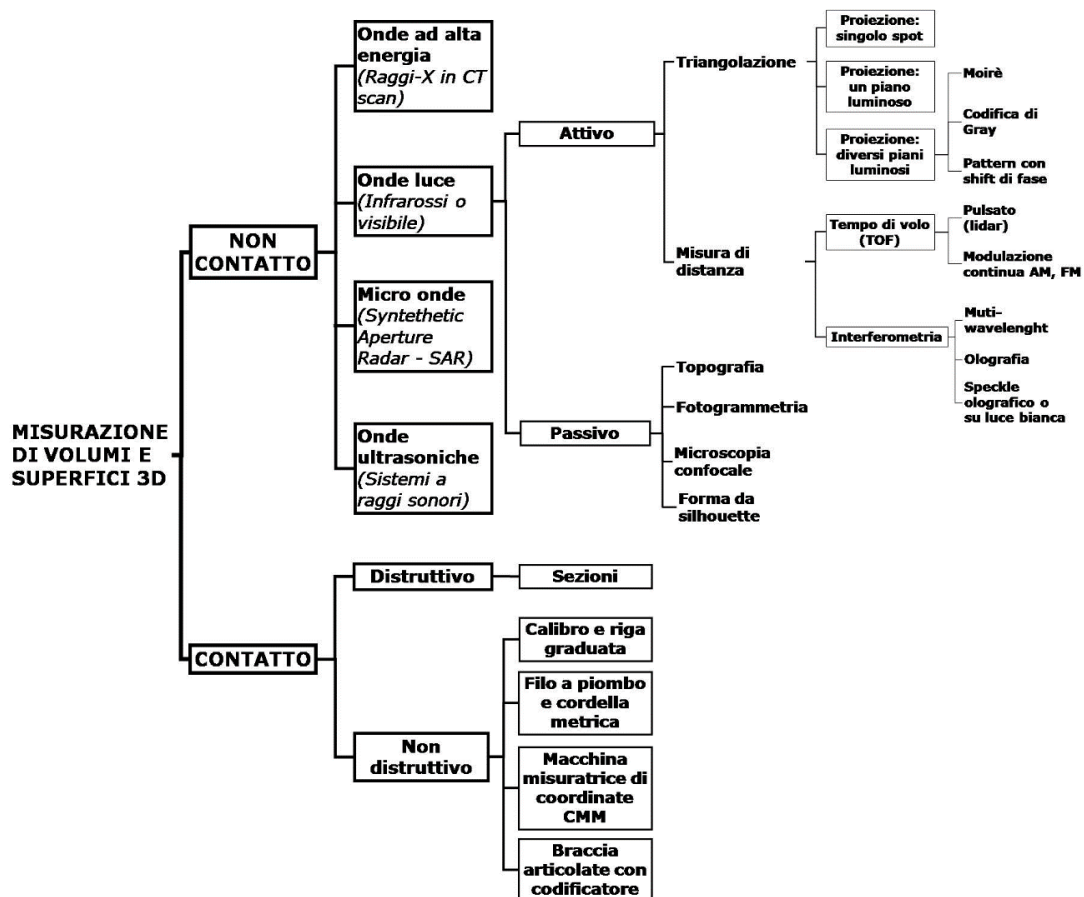 MISURAZIONE
DI VOLUMI E
SUPERFICI 3D
NON
CONTATTO
Onde ad alta
energia
(Raggi-X in CT
scan)
Onde luce
(Infrarossi o
visibile)
Attivo
Triangolazione
Proiezione:
singolo spot
Proiezione:
un piano
luminoso
Proiezione:
diversi piani
luminosi
Moirè
Codifica di
Gray
Pattern con
shift di fase
Misura di
distanza
Tempo di volo
(TOF)
Pulsato
(lidar)
Modulazione
continua AM, FM
Interferometria
Muti-
wavelenght
Olografia
Speckle
olografico o
su luce bianca
Passivo
Topografia
Fotogrammetria
Microscopia
confocale
Forma da
silhouette
Micro onde
(Syntethetic
Aperture
Radar - SAR)
Onde
ultrasoniche
(Sistemi a
raggi sonori)
CONTATTO
Distruttivo
Sezioni
Non
distruttivo
Calibro e riga
graduata
Filo a piombo
e cordella
metrica
Macchina
misuratrice di
coordinate
CMM
Braccia
articolate con
codificatore